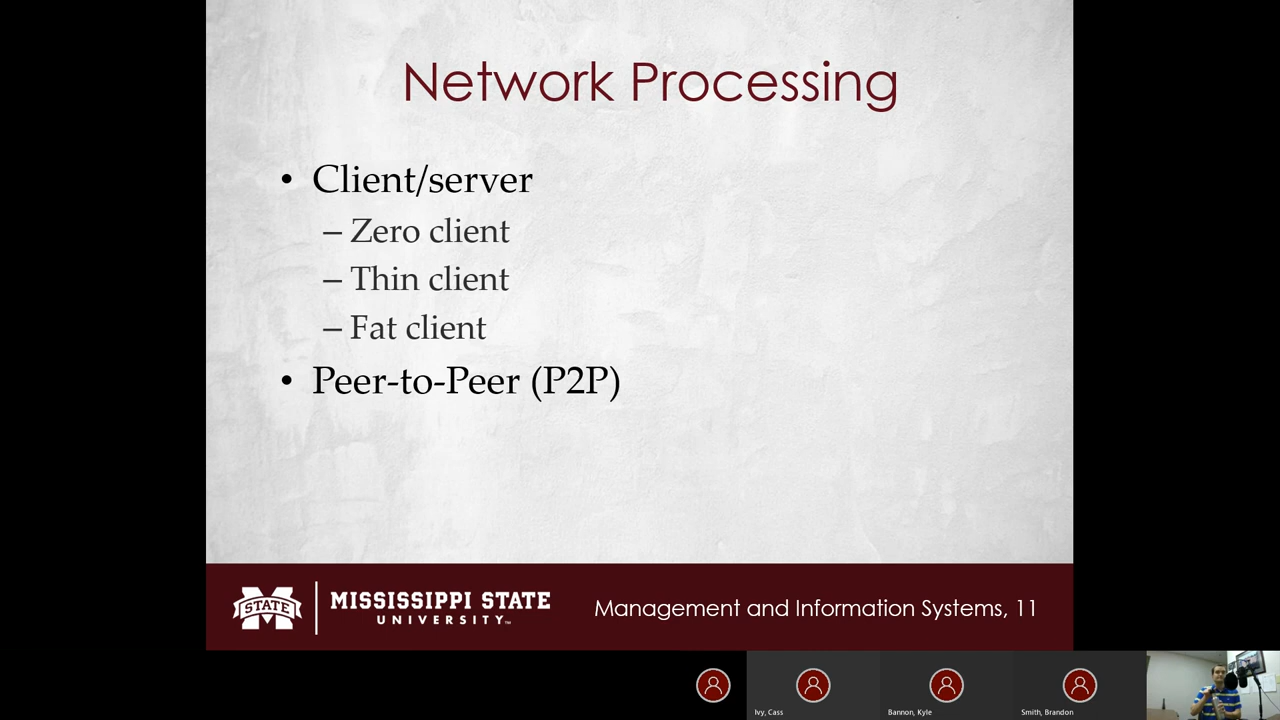 Network Processing
• Client/server
– Zero client
– Thin client
– Fat client
• Peer-to-Peer (P2P)
STATE
MISSISSIPPI STATE
UNIVERSITY™
Management and Information Systems, 11
Ivy, Cass
Bannon, Kyle
Smith, Brandon